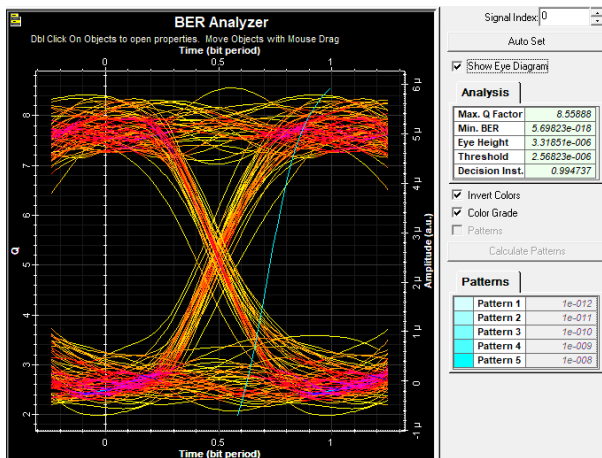 BER Analyzer
Dbl Click On Objects to open properties. Move Objects with Mouse Drag
Time (bit period)
0 0.5 1
8
7
6
5
4
3
2
Q
6 µ
5 µ
4 µ
3 µ
2 µ
1 µ
0
-1 µ
Amplitude (a.u.)
0 0.5 1
Time (bit period)
Signal Index: 0
Auto Set
Show Eye Diagram
Analysis
Max. Q Factor 8.55888
Min. BER 5.69823e-018
Eye Height 3.31851e-006
Threshold 2.56823e-006
Decision Inst. 0.994737
Invert Colors
Color Grade
Patterns
Calculate Patterns
Patterns
Pattern 1 1e-012
Pattern 2 1e-011
Pattern 3 1e-010
Pattern 4 1e-009
Pattern 5 1e-008